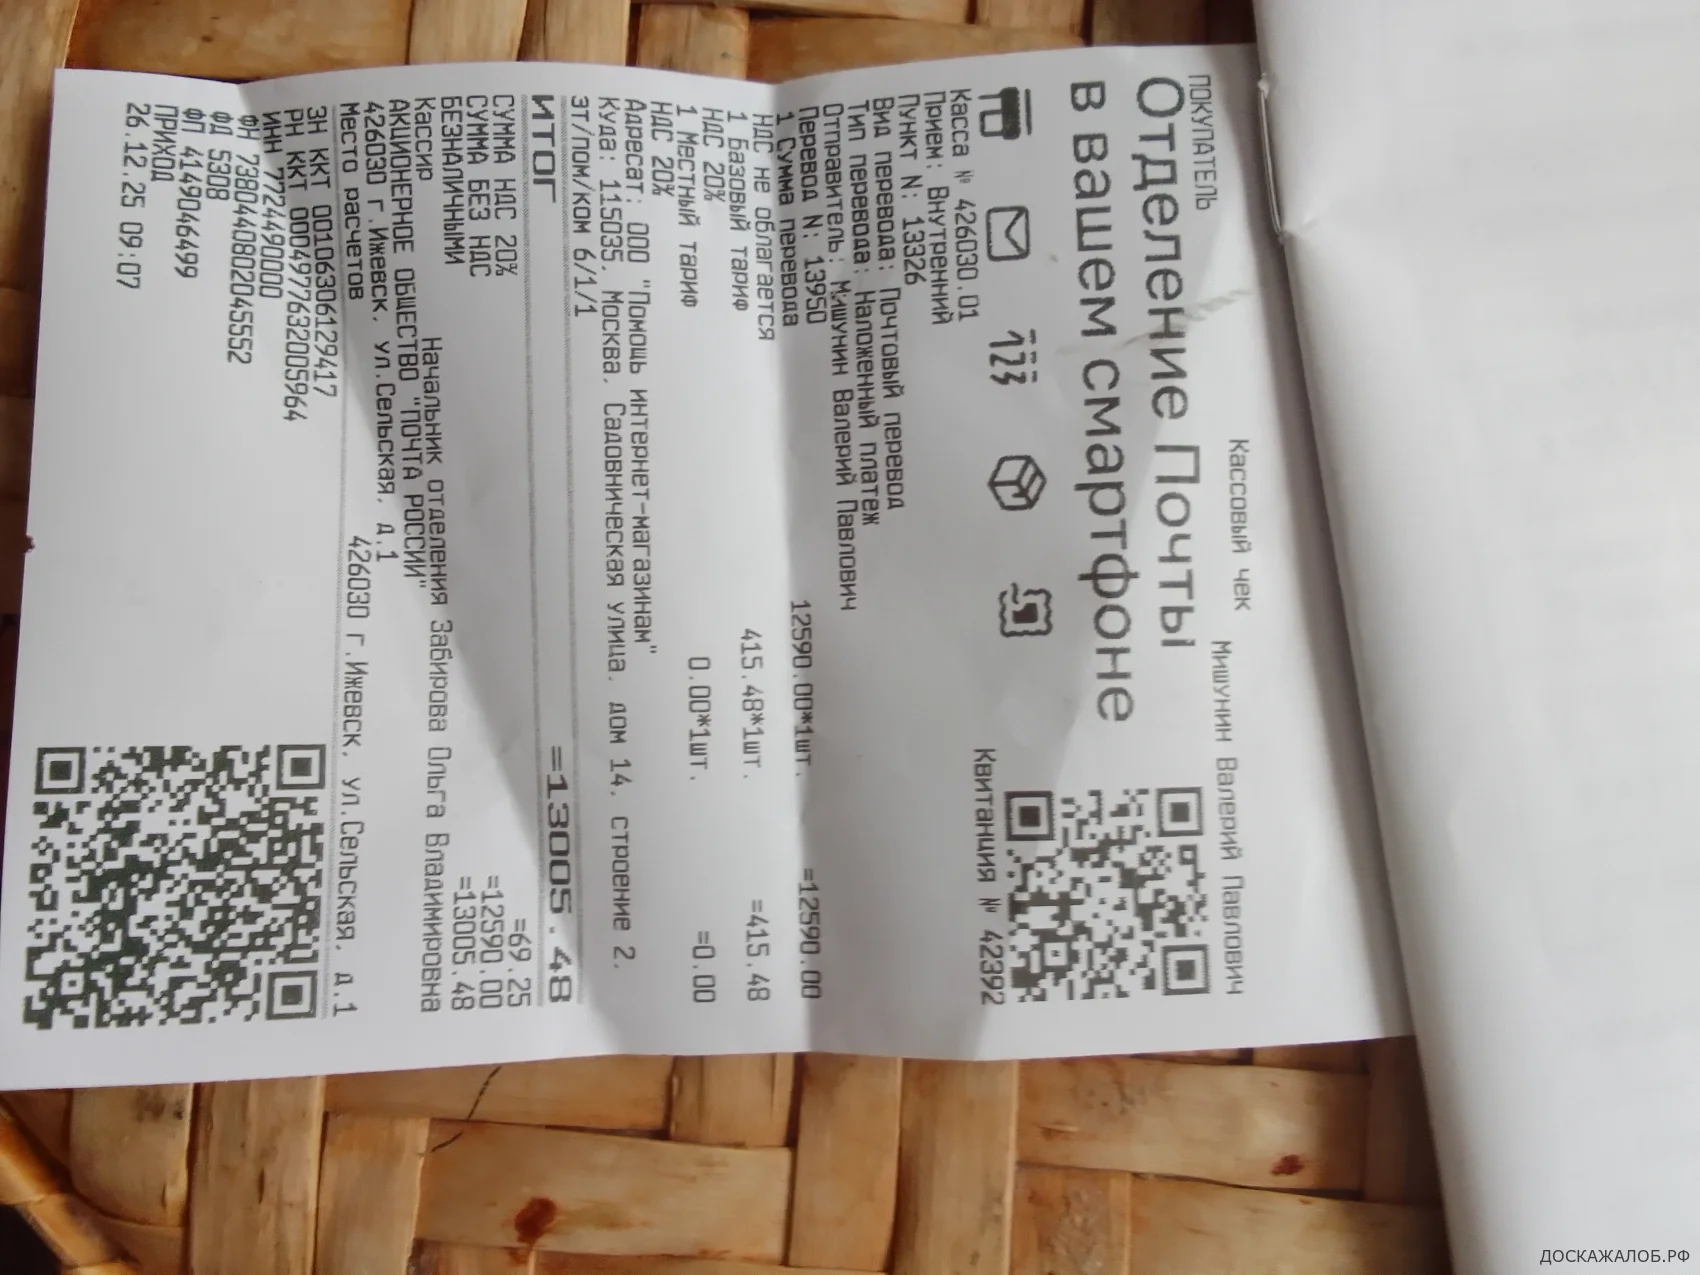 Кассовый чек
ПОКУПАТЕЛЬ Мишунин Валерий Павлович
Отделение Почты
в вашем смартфоне
Касса № 426030.01 Квитанция № 42392
Прием: Внутренний
Пункт N: 13326
Вид перевода: Почтовый перевод
Тип перевода: Наложенный платеж
Отправитель: Мишунин Валерий Павлович
Перевод N: 13950
1 Сумма перевода 12590.00*1шт. =12590.00
НДС не облагается
1 Базовый тариф 415.48*1шт. =415.48
НДС 20%
1 Местный тариф 0.00*1шт. =0.00
НДС 20%
Адресат: ООО "Помощь интернет-магазинам"
Куда: 115035, Москва, Садовническая улица, дом 14, строение 2,
эт/пом/ком 6/1/1
ИТОГ =13005.48
СУММА НДС 20% =69.25
СУММА БЕЗ НДС =12590.00
БЕЗНАЛИЧНЫМИ =13005.48
Кассир Начальник отделения Забирова Ольга Владимировна
АКЦИОНЕРНОЕ ОБЩЕСТВО "ПОЧТА РОССИИ"
426030 г.Ижевск, ул.Сельская, д.1
Место расчетов 426030 г.Ижевск, ул.Сельская, д.1
ЗН ККТ 00106306129417
РН ККТ 0004977632005964
ИНН 7724490000
ФН 7380440802045552
ФД 5308
ФП 4149046499
ПРИХОД
26.12.25 09:07
ДОСКАЖАЛОБ.РФ